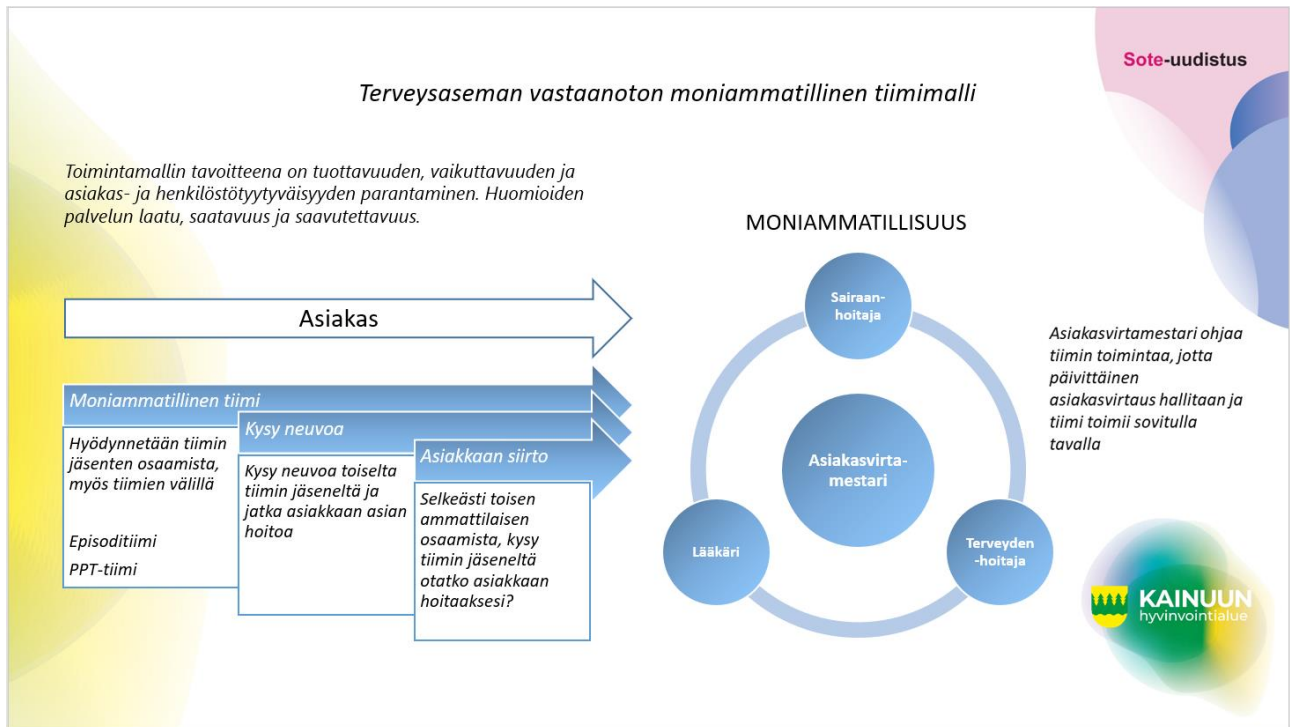 Sote-uudistus
Terveysaseman vastaanoton moniammatillinen tiimimalli
Toimintamallin tavoitteena on tuottavuuden, vaikuttavuuden ja
asiakas- ja henkilöstötyytyväisyyden parantaminen. Huomioiden
palvelun laatu, saatavuus ja saavutettavuus.
Asiakas
Moniammatillinen tiimi
Hyödynnetään tiimin
jäsenten osaamista,
myös tiimien välillä
Episoditiimi
PPT-tiimi
Kysy neuvoa
Kysy neuvoa toiselta
tiimin jäseneltä ja
jatka asiakkaan asian
hoitoa
Asiakkaan siirto
Selkeästi toisen
ammattilaisen
osaamista, kysy
tiimin jäseneltä
otatko asiakkaan
hoitaaksesi?
MONIAMMATILLISUUS
Sairaan-
hoitaja
Asiakasvirta-
mestari
Lääkäri
Terveyden
-hoitaja
Asiakasvirtamestari ohjaa
tiimin toimintaa, jotta
päivittäinen
asiakasvirtaus hallitaan ja
tiimi toimii sovitulla
tavalla
KAINUUN
hyvinvointialue